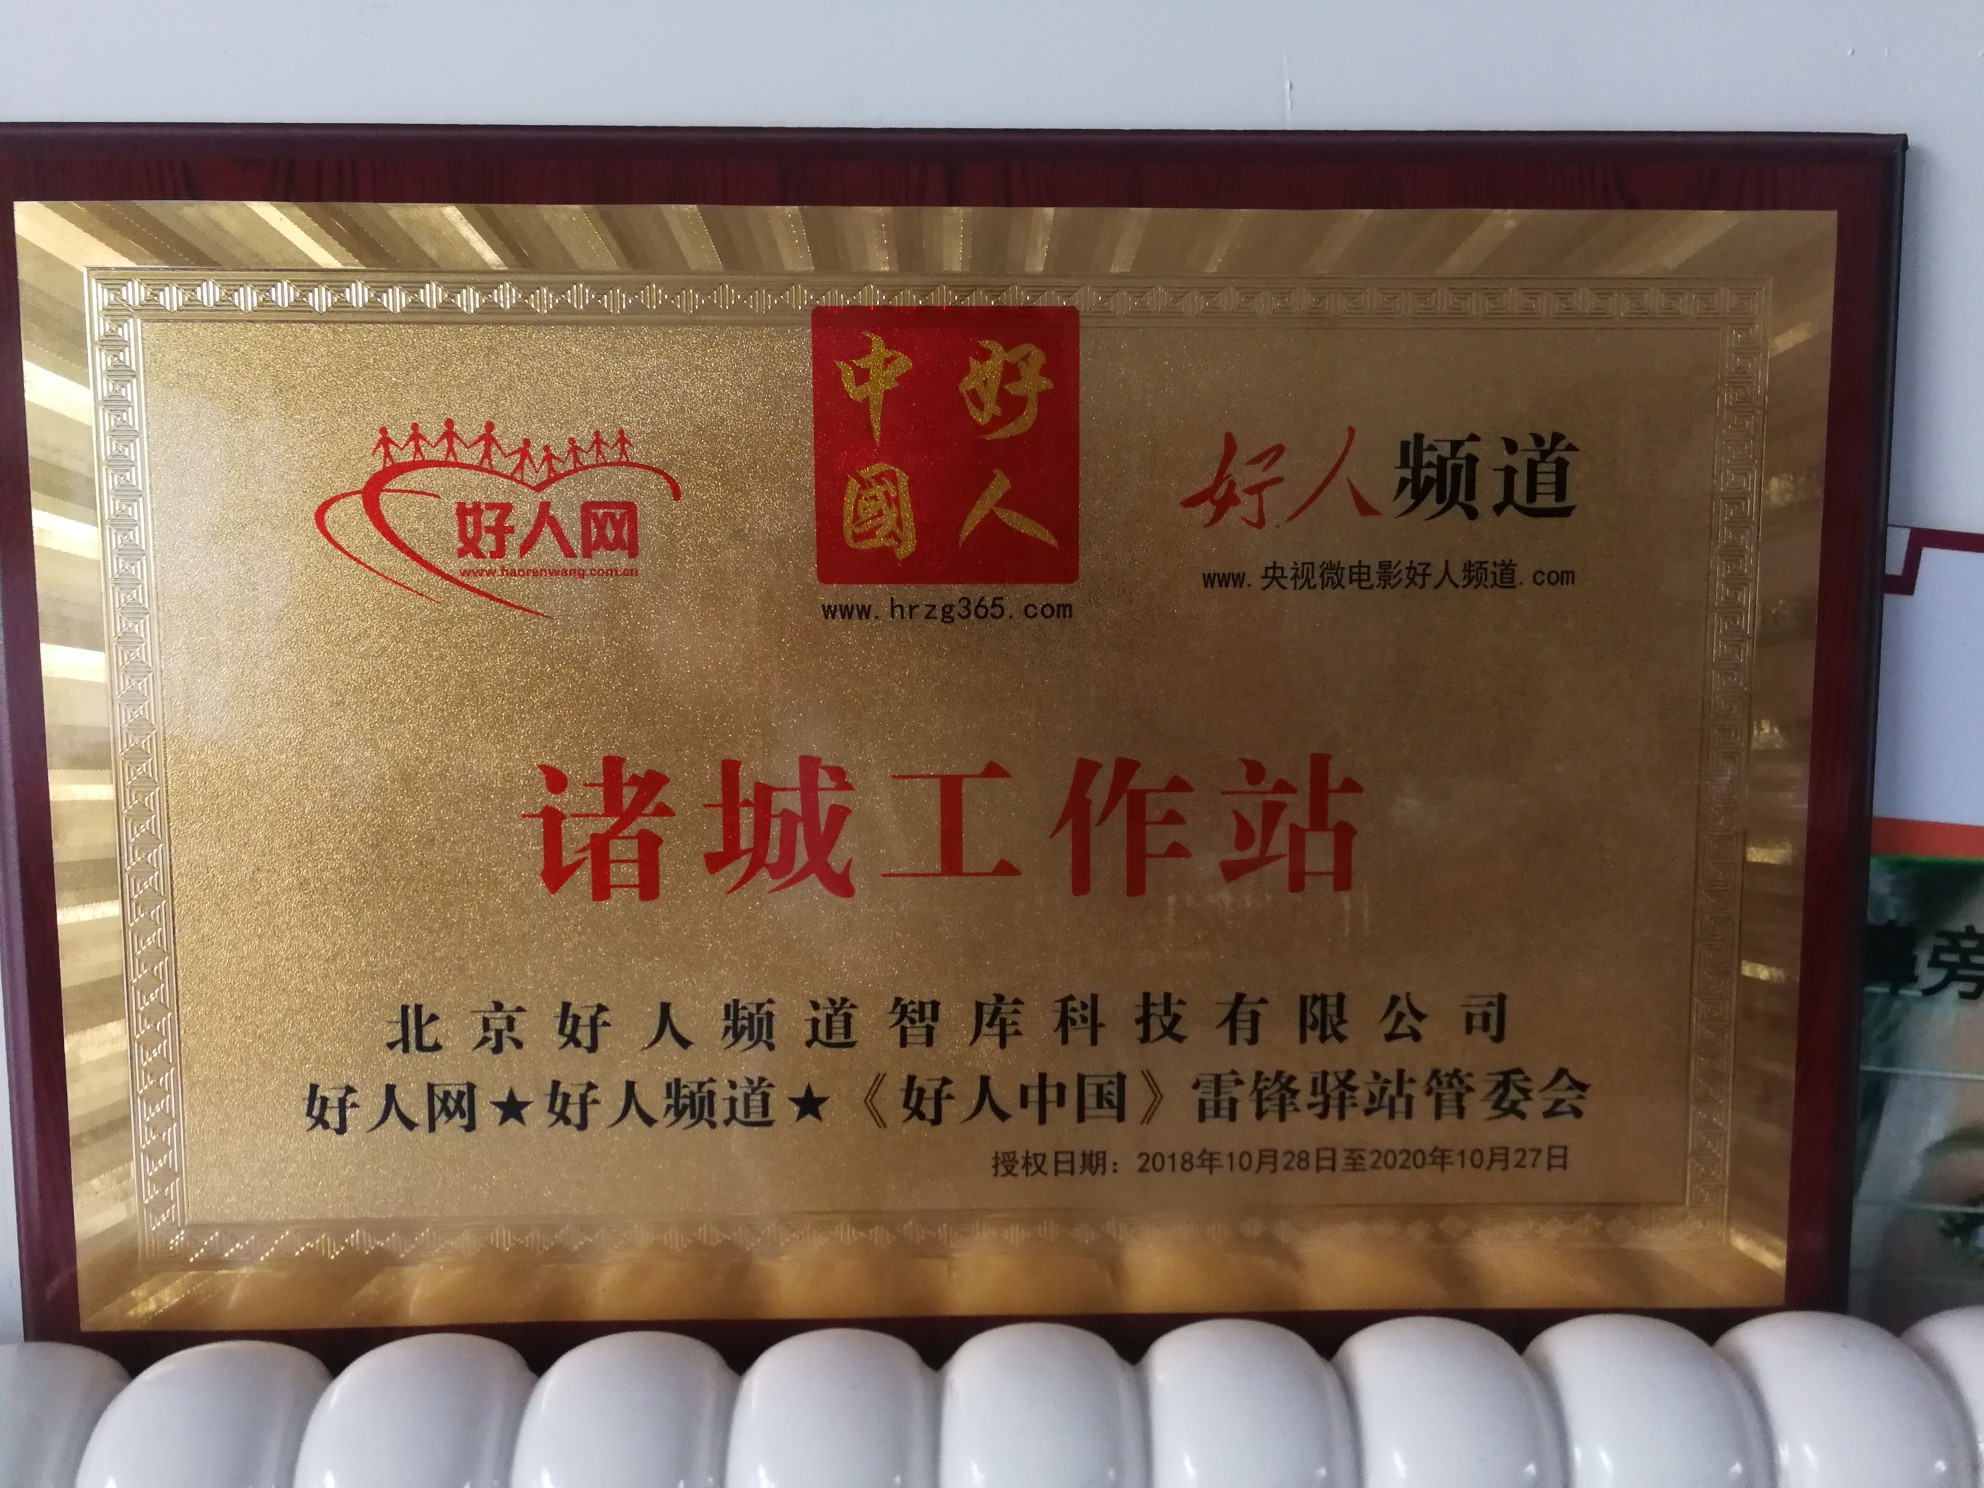 好人网
www.haorenwang.com.cn
好人
中國
www.hrzg365.com
好人频道
www.央视微电影好人频道.com
诸城工作站
北京好人频道智库科技有限公司
好人网★好人频道★《好人中国》雷锋驿站管委会
授权日期：2018年10月28日至2020年10月27日
旁